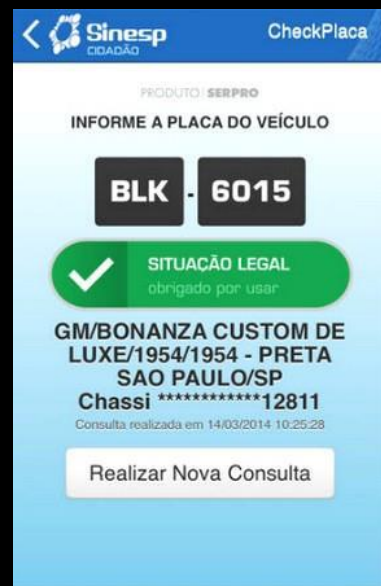 Sinesp
CIDADÃO
CheckPlaca
PRODUTO SERPRO
INFORME A PLACA DO VEÍCULO
BLK - 6015
SITUAÇÃO LEGAL
obrigado por usar
GM/BONANZA CUSTOM DE
LUXE/1954/1954 - PRETA
SAO PAULO/SP
Chassi ************12811
Consulta realizada em 14/03/2014 10:25:28
Realizar Nova Consulta